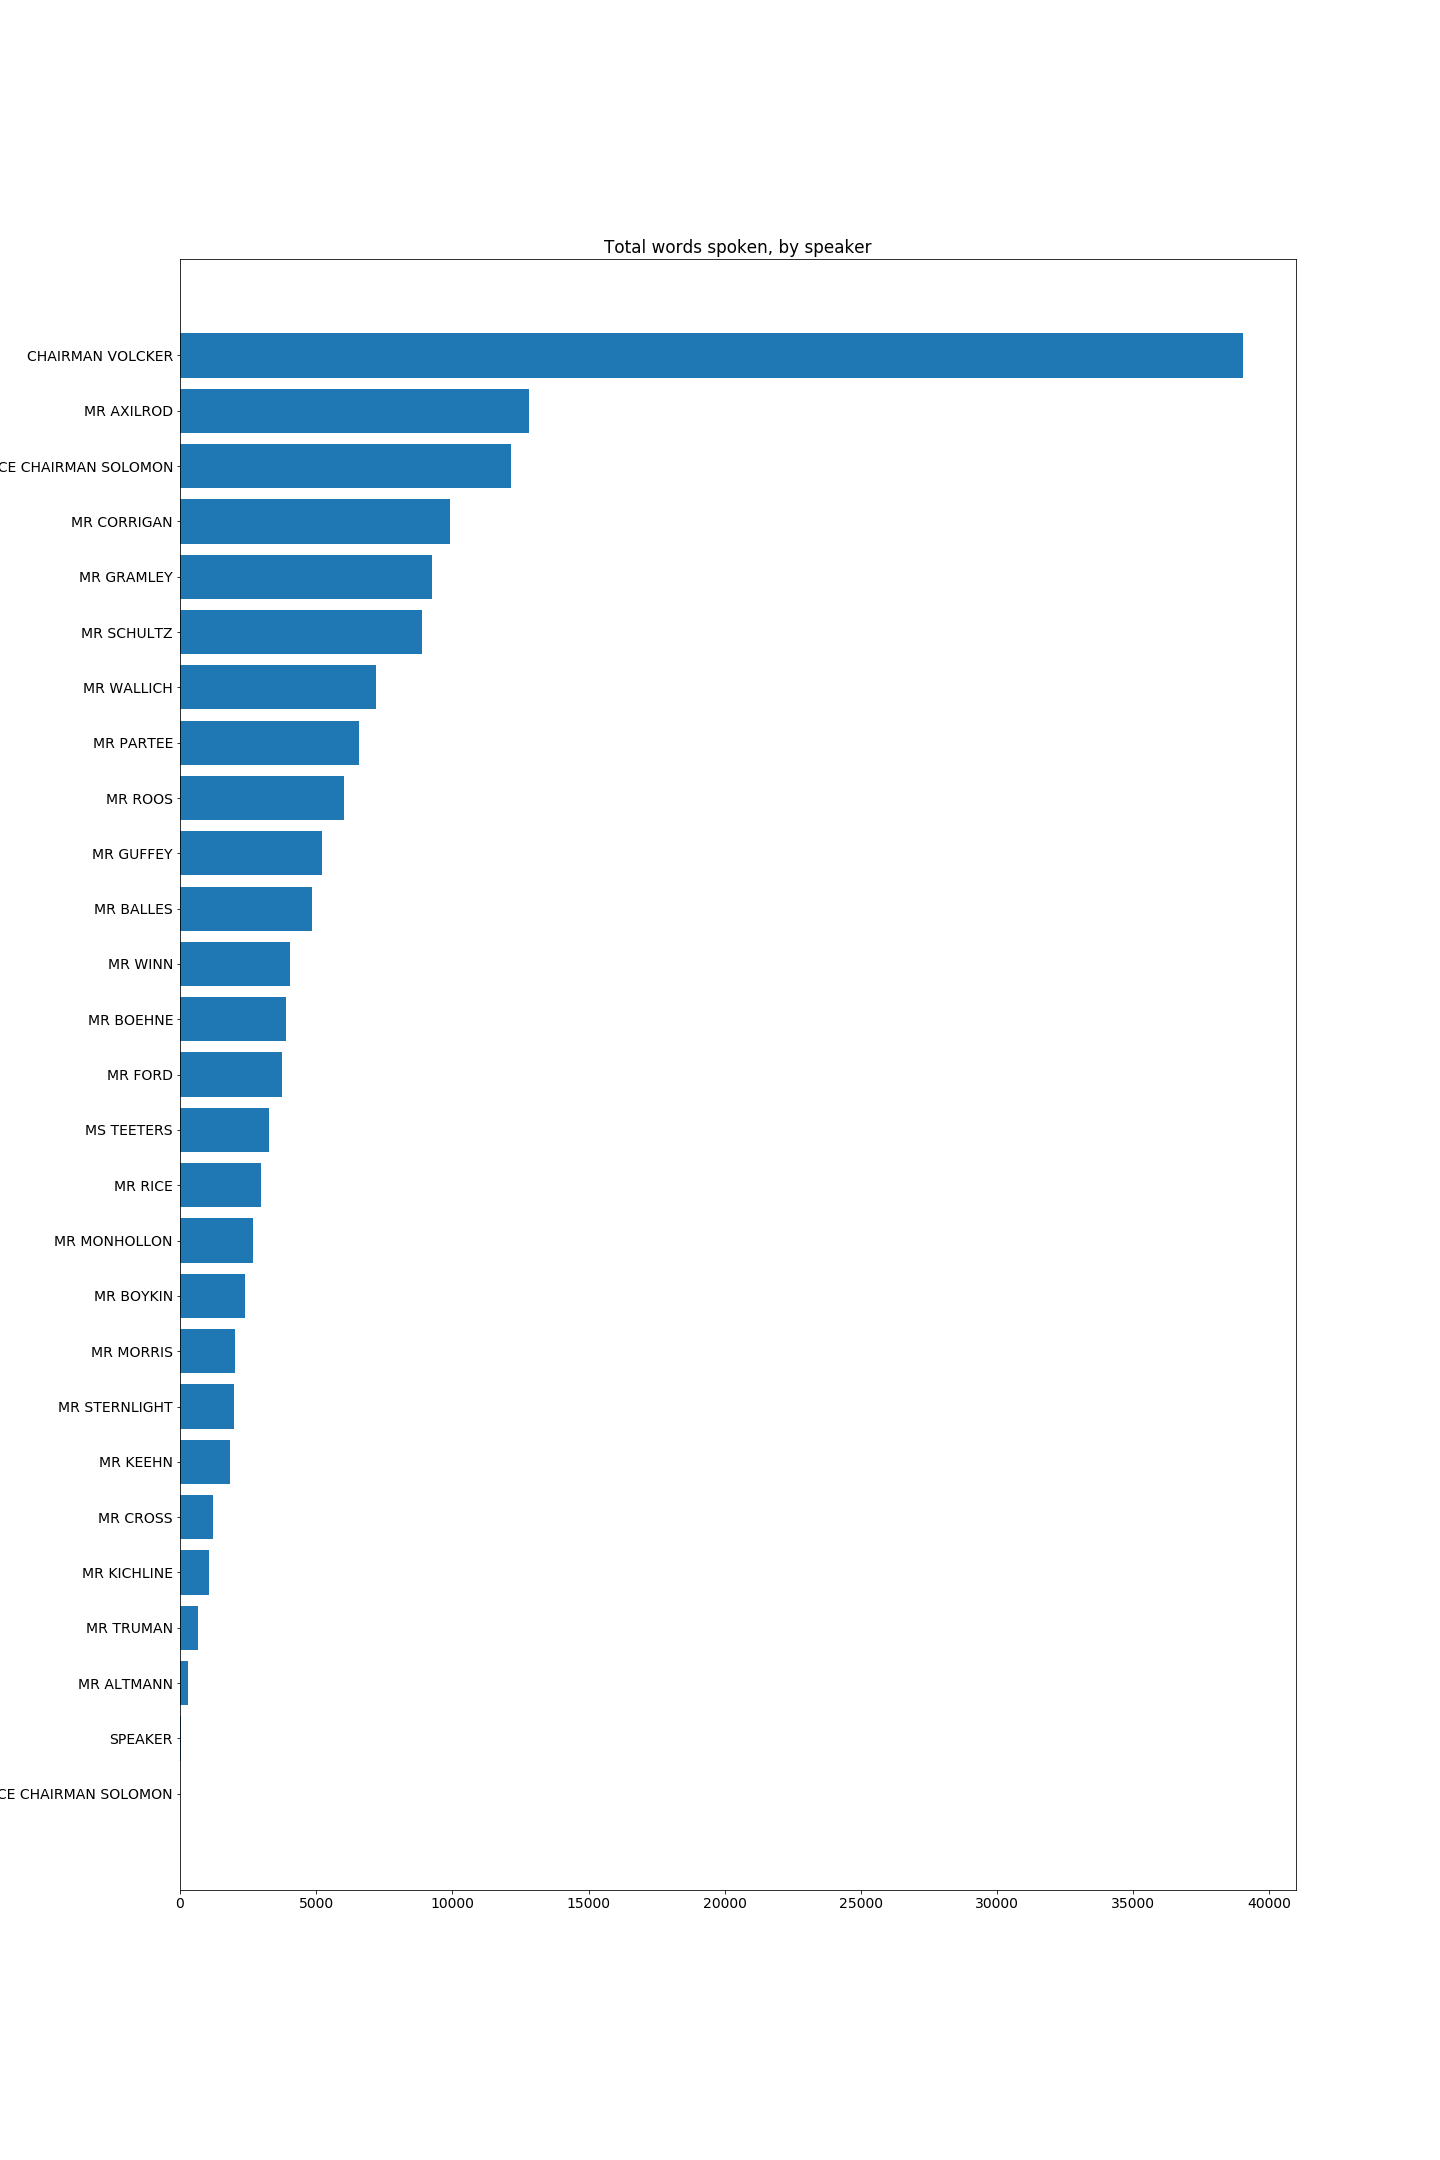 Total words spoken, by speaker
CHAIRMAN VOLCKER
MR AXILROD
CE CHAIRMAN SOLOMON
MR CORRIGAN
MR GRAMLEY
MR SCHULTZ
MR WALLICH
MR PARTEE
MR ROOS
MR GUFFEY
MR BALLES
MR WINN
MR BOEHNE
MR FORD
MS TEETERS
MR RICE
MR MONHOLLON
MR BOYKIN
MR MORRIS
MR STERNLIGHT
MR KEEHN
MR CROSS
MR KICHLINE
MR TRUMAN
MR ALTMANN
SPEAKER
CE CHAIRMAN SOLOMON
0 5000 10000 15000 20000 25000 30000 35000 40000